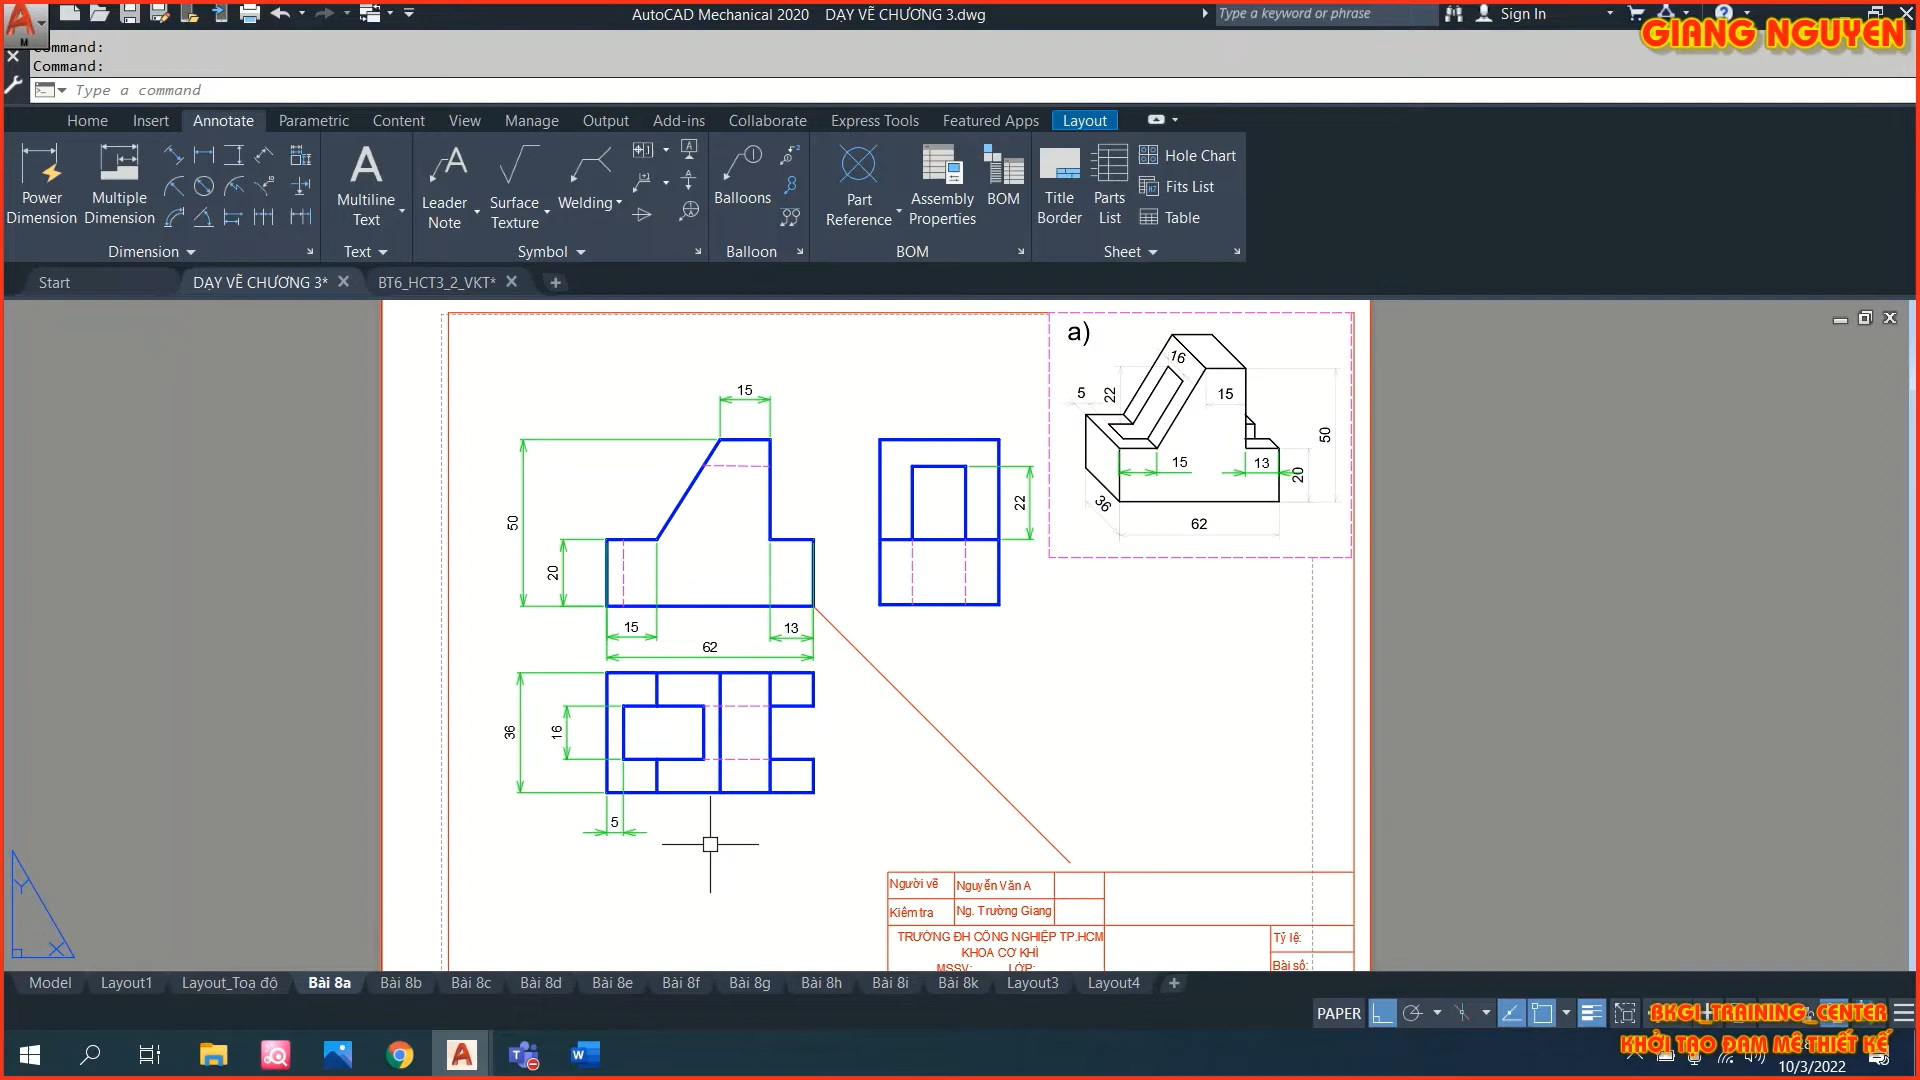 AutoCAD Mechanical 2020 DẠY VẼ CHƯƠNG 3.dwg
Type a keyword or phrase
Sign In
GIANG NGUYEN
Command:
Command:
Type a command
Home Insert Annotate Parametric Content View Manage Output Add-ins Collaborate Express Tools Featured Apps Layout
Power Dimension
Multiple Dimension
Multiline Text
Leader Note
Surface Texture
Welding
Balloons
Part Reference
Assembly Properties
BOM
Title Border
Parts List
Hole Chart
Fits List
Table
Dimension
Text
Symbol
Balloon
BOM
Sheet
Start
DẠY VẼ CHƯƠNG 3*
BT6_HCT3_2_VKT*
a)
16
5
22
15
50
15
13
20
36
62
15
50
20
22
15
13
62
36
16
5
Người vẽ Nguyễn Văn A
Kiểm tra Ng. Trường Giang
TRƯỜNG ĐH CÔNG NGHIỆP TP.HCM
KHOA CƠ KHÍ
MSSV: LỚP:
Tỷ lệ:
Bài số:
Y
X
Model Layout1 Layout_Toạ độ Bài 8a Bài 8b Bài 8c Bài 8d Bài 8e Bài 8f Bài 8g Bài 8h Bài 8i Bài 8k Layout3 Layout4
PAPER
BKGI_TRAINING_CENTER
KHỞI TẠO ĐAM MÊ THIẾT KẾ
10/3/2022